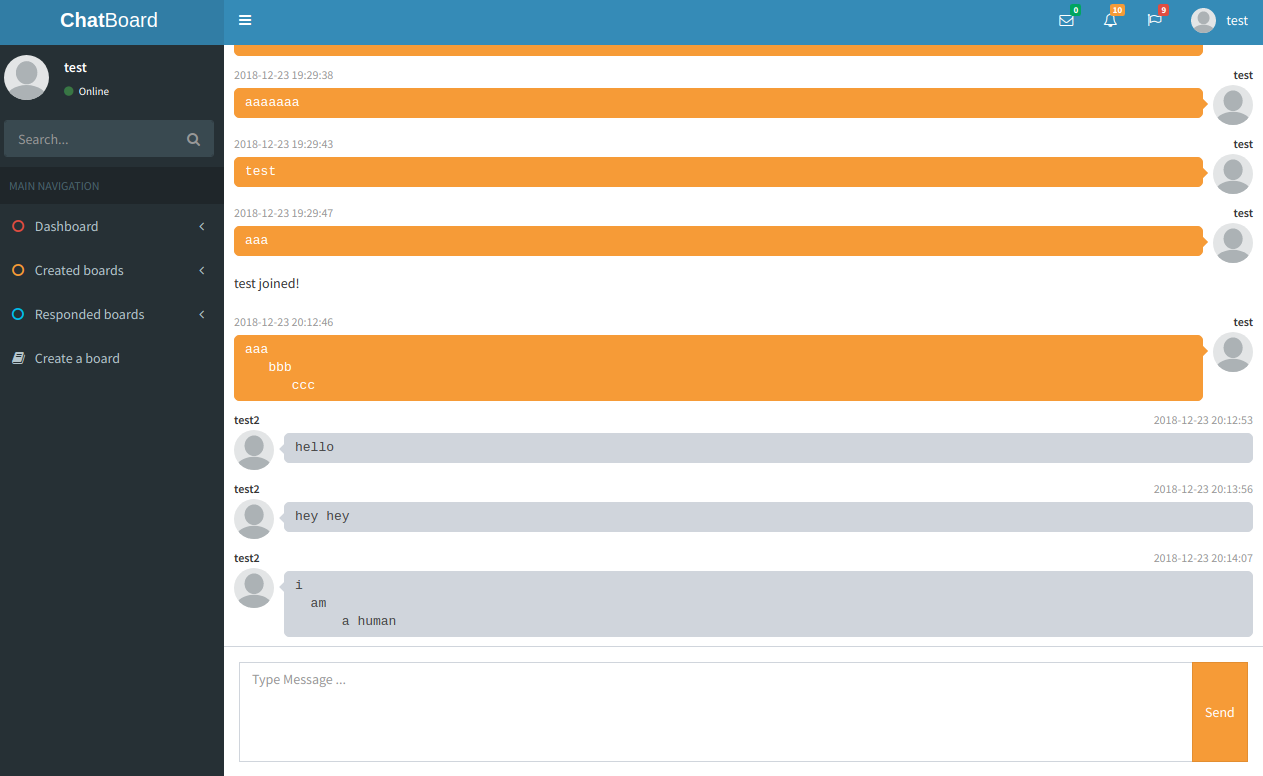 ChatBoard
0
10
9
test
test
Online
Search...
MAIN NAVIGATION
Dashboard
Created boards
Responded boards
Create a board
2018-12-23 19:29:38 test
aaaaaaa
2018-12-23 19:29:43 test
test
2018-12-23 19:29:47 test
aaa
test joined!
2018-12-23 20:12:46 test
aaa
   bbb
      ccc
test2 2018-12-23 20:12:53
hello
test2 2018-12-23 20:13:56
hey hey
test2 2018-12-23 20:14:07
i
  am
      a human
Type Message ...
Send